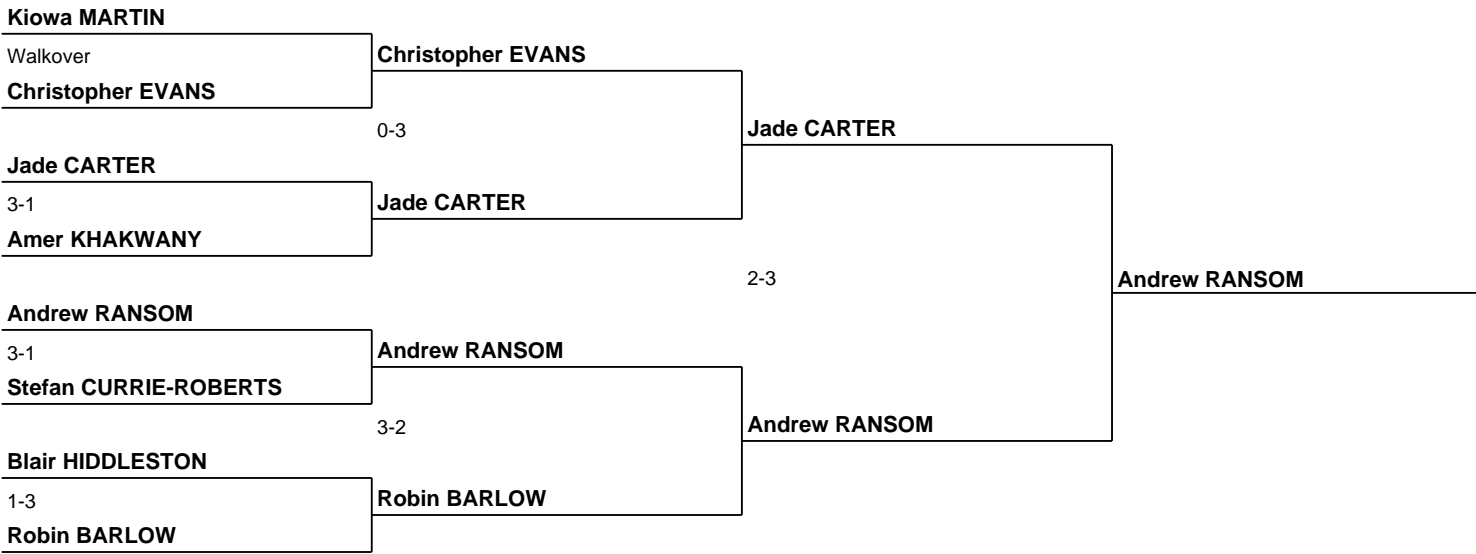 Kiowa MARTIN
Walkover
Christopher EVANS
Christopher EVANS
0-3
Jade CARTER
Jade CARTER
3-1
Jade CARTER
Amer KHAKWANY
2-3
Andrew RANSOM
Andrew RANSOM
3-1
Andrew RANSOM
Stefan CURRIE-ROBERTS
3-2
Andrew RANSOM
Blair HIDDLESTON
1-3
Robin BARLOW
Robin BARLOW